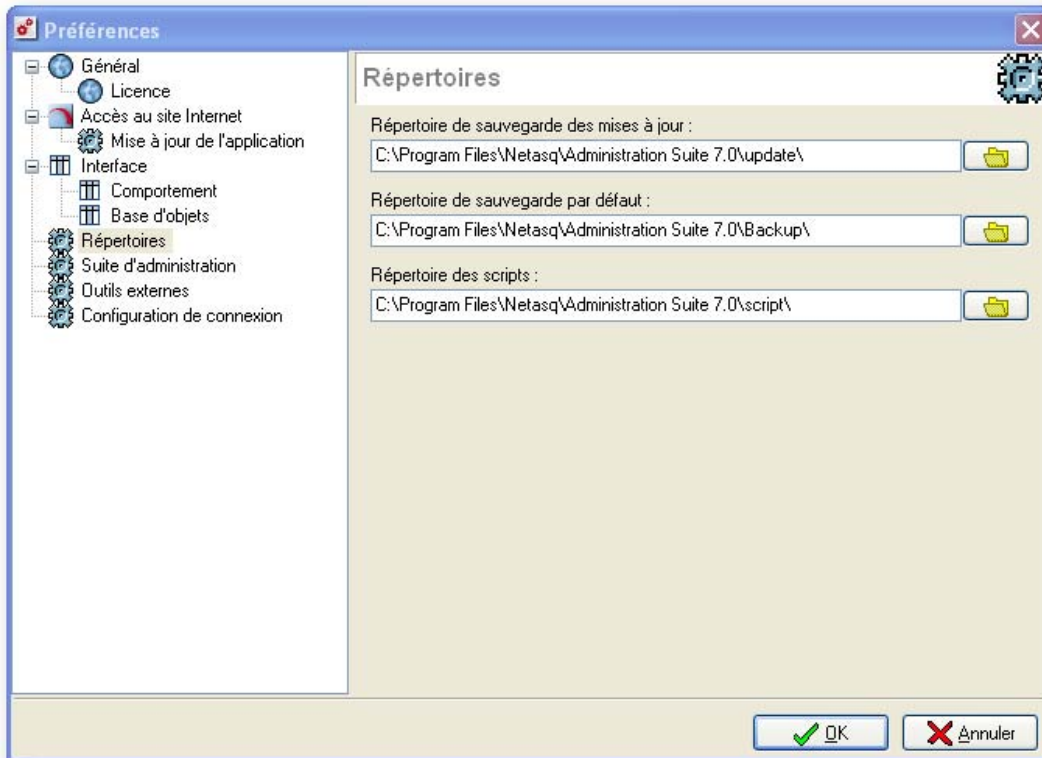 Préférences
Général
Licence
Accès au site Internet
Mise à jour de l'application
Interface
Comportement
Base d'objets
Répertoires
Suite d'administration
Outils externes
Configuration de connexion
Répertoires
Répertoire de sauvegarde des mises à jour :
C:\Program Files\Netasq\Administration Suite 7.0\update\
Répertoire de sauvegarde par défaut :
C:\Program Files\Netasq\Administration Suite 7.0\Backup\
Répertoire des scripts :
C:\Program Files\Netasq\Administration Suite 7.0\script\
OK
Annuler